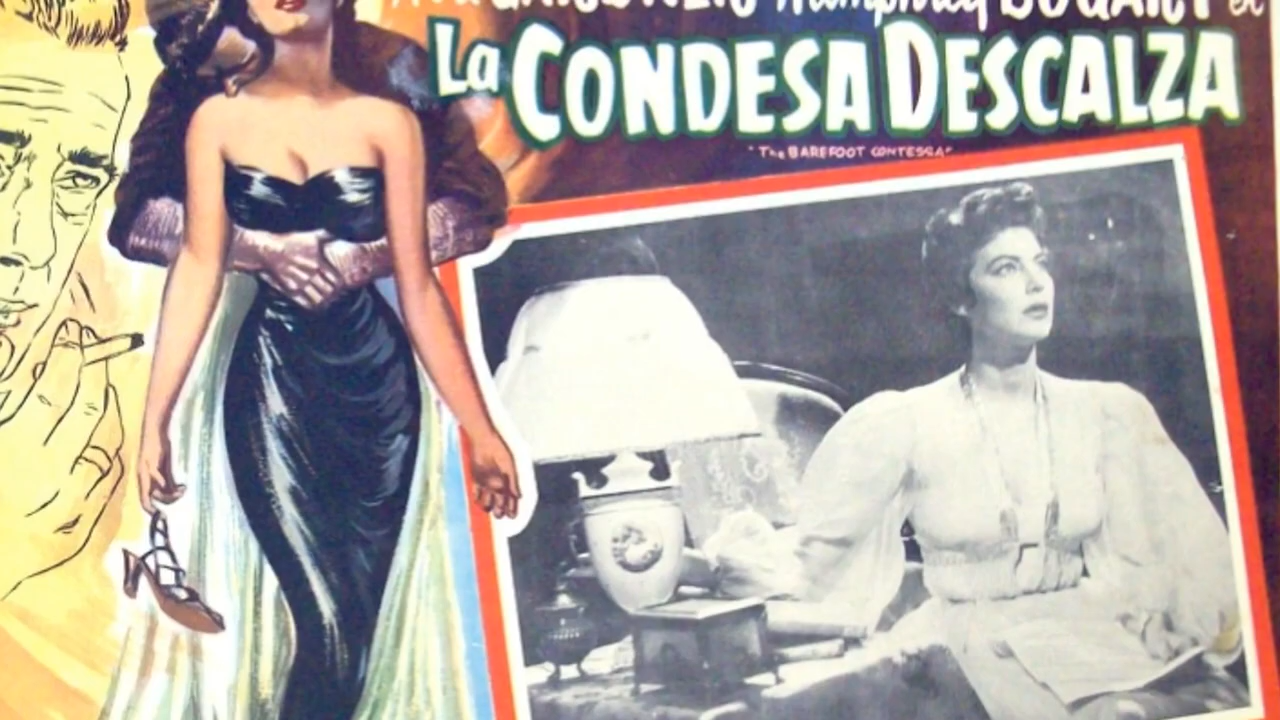 Humphrey BOGART en
La CONDESA DESCALZA
"The BAREFOOT CONTESSA"